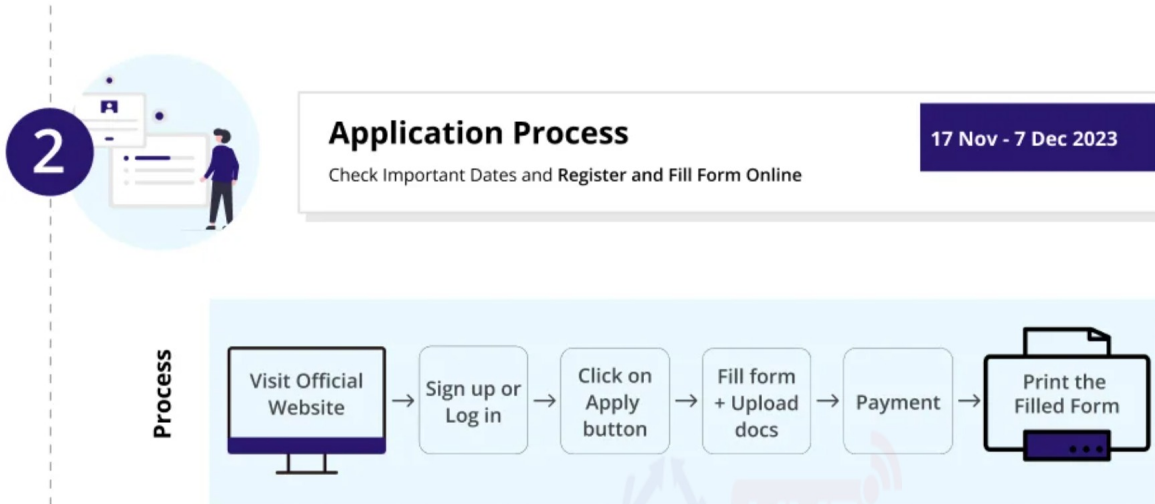 2
Application Process
Check Important Dates and Register and Fill Form Online
17 Nov - 7 Dec 2023
Process
Visit Official
Website
Sign up or
Log in
Click on
Apply
button
Fill form
+ Upload
docs
Payment
Print the
Filled Form